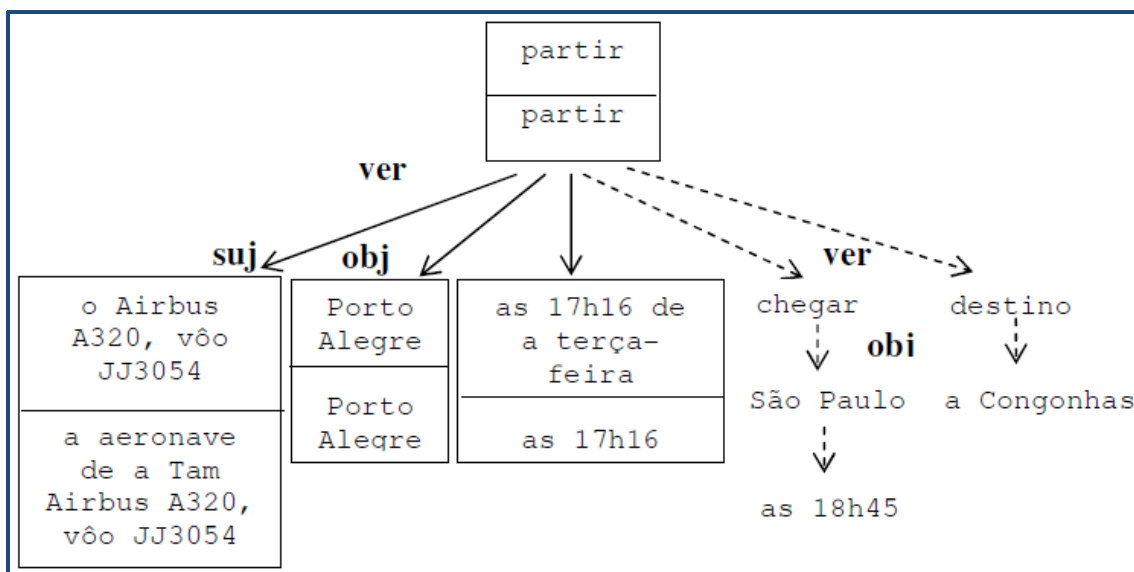 partir
partir
ver
suj
obj
ver
o Airbus
A320, vôo
JJ3054
a aeronave
de a Tam
Airbus A320,
vôo JJ3054
Porto
Alegre
Porto
Alegre
as 17h16 de
a terça-
feira
as 17h16
chegar
destino
obi
São Paulo
a Congonhas
as 18h45